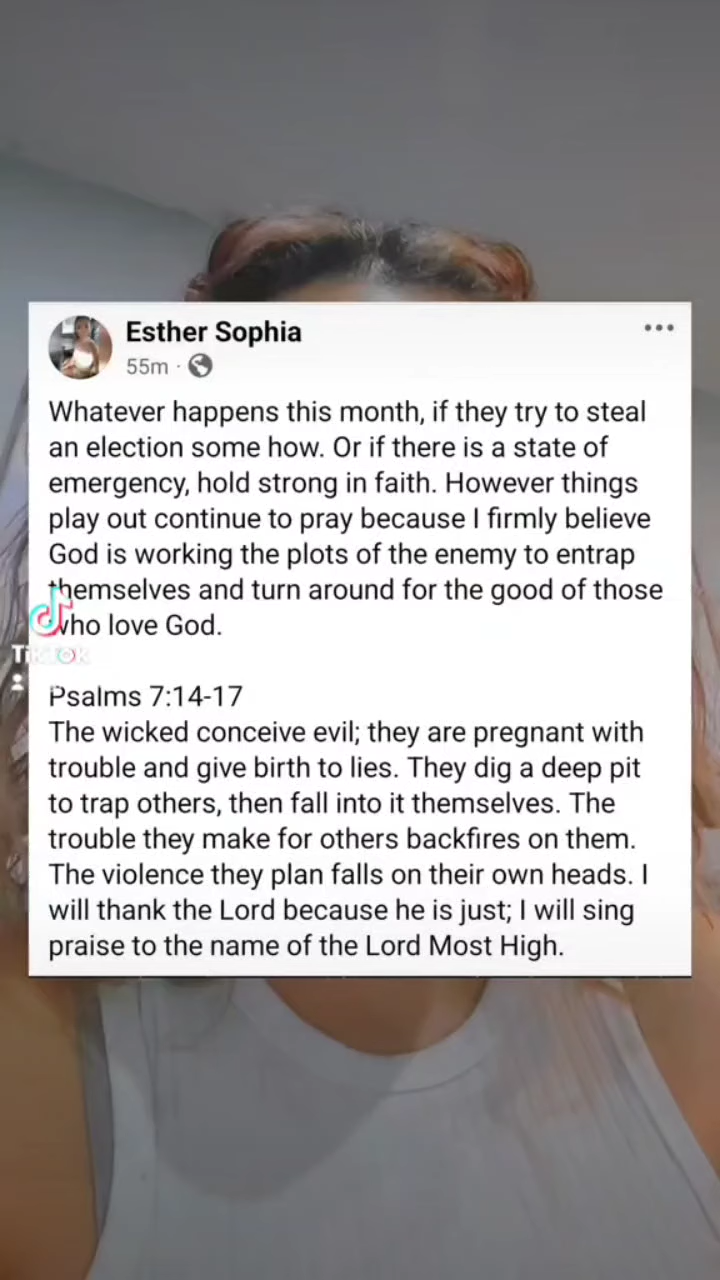 Esther Sophia
55m ·
Whatever happens this month, if they try to steal
an election some how. Or if there is a state of
emergency, hold strong in faith. However things
play out continue to pray because I firmly believe
God is working the plots of the enemy to entrap
themselves and turn around for the good of those
who love God.
TikTok
Psalms 7:14-17
The wicked conceive evil; they are pregnant with
trouble and give birth to lies. They dig a deep pit
to trap others, then fall into it themselves. The
trouble they make for others backfires on them.
The violence they plan falls on their own heads. I
will thank the Lord because he is just; I will sing
praise to the name of the Lord Most High.